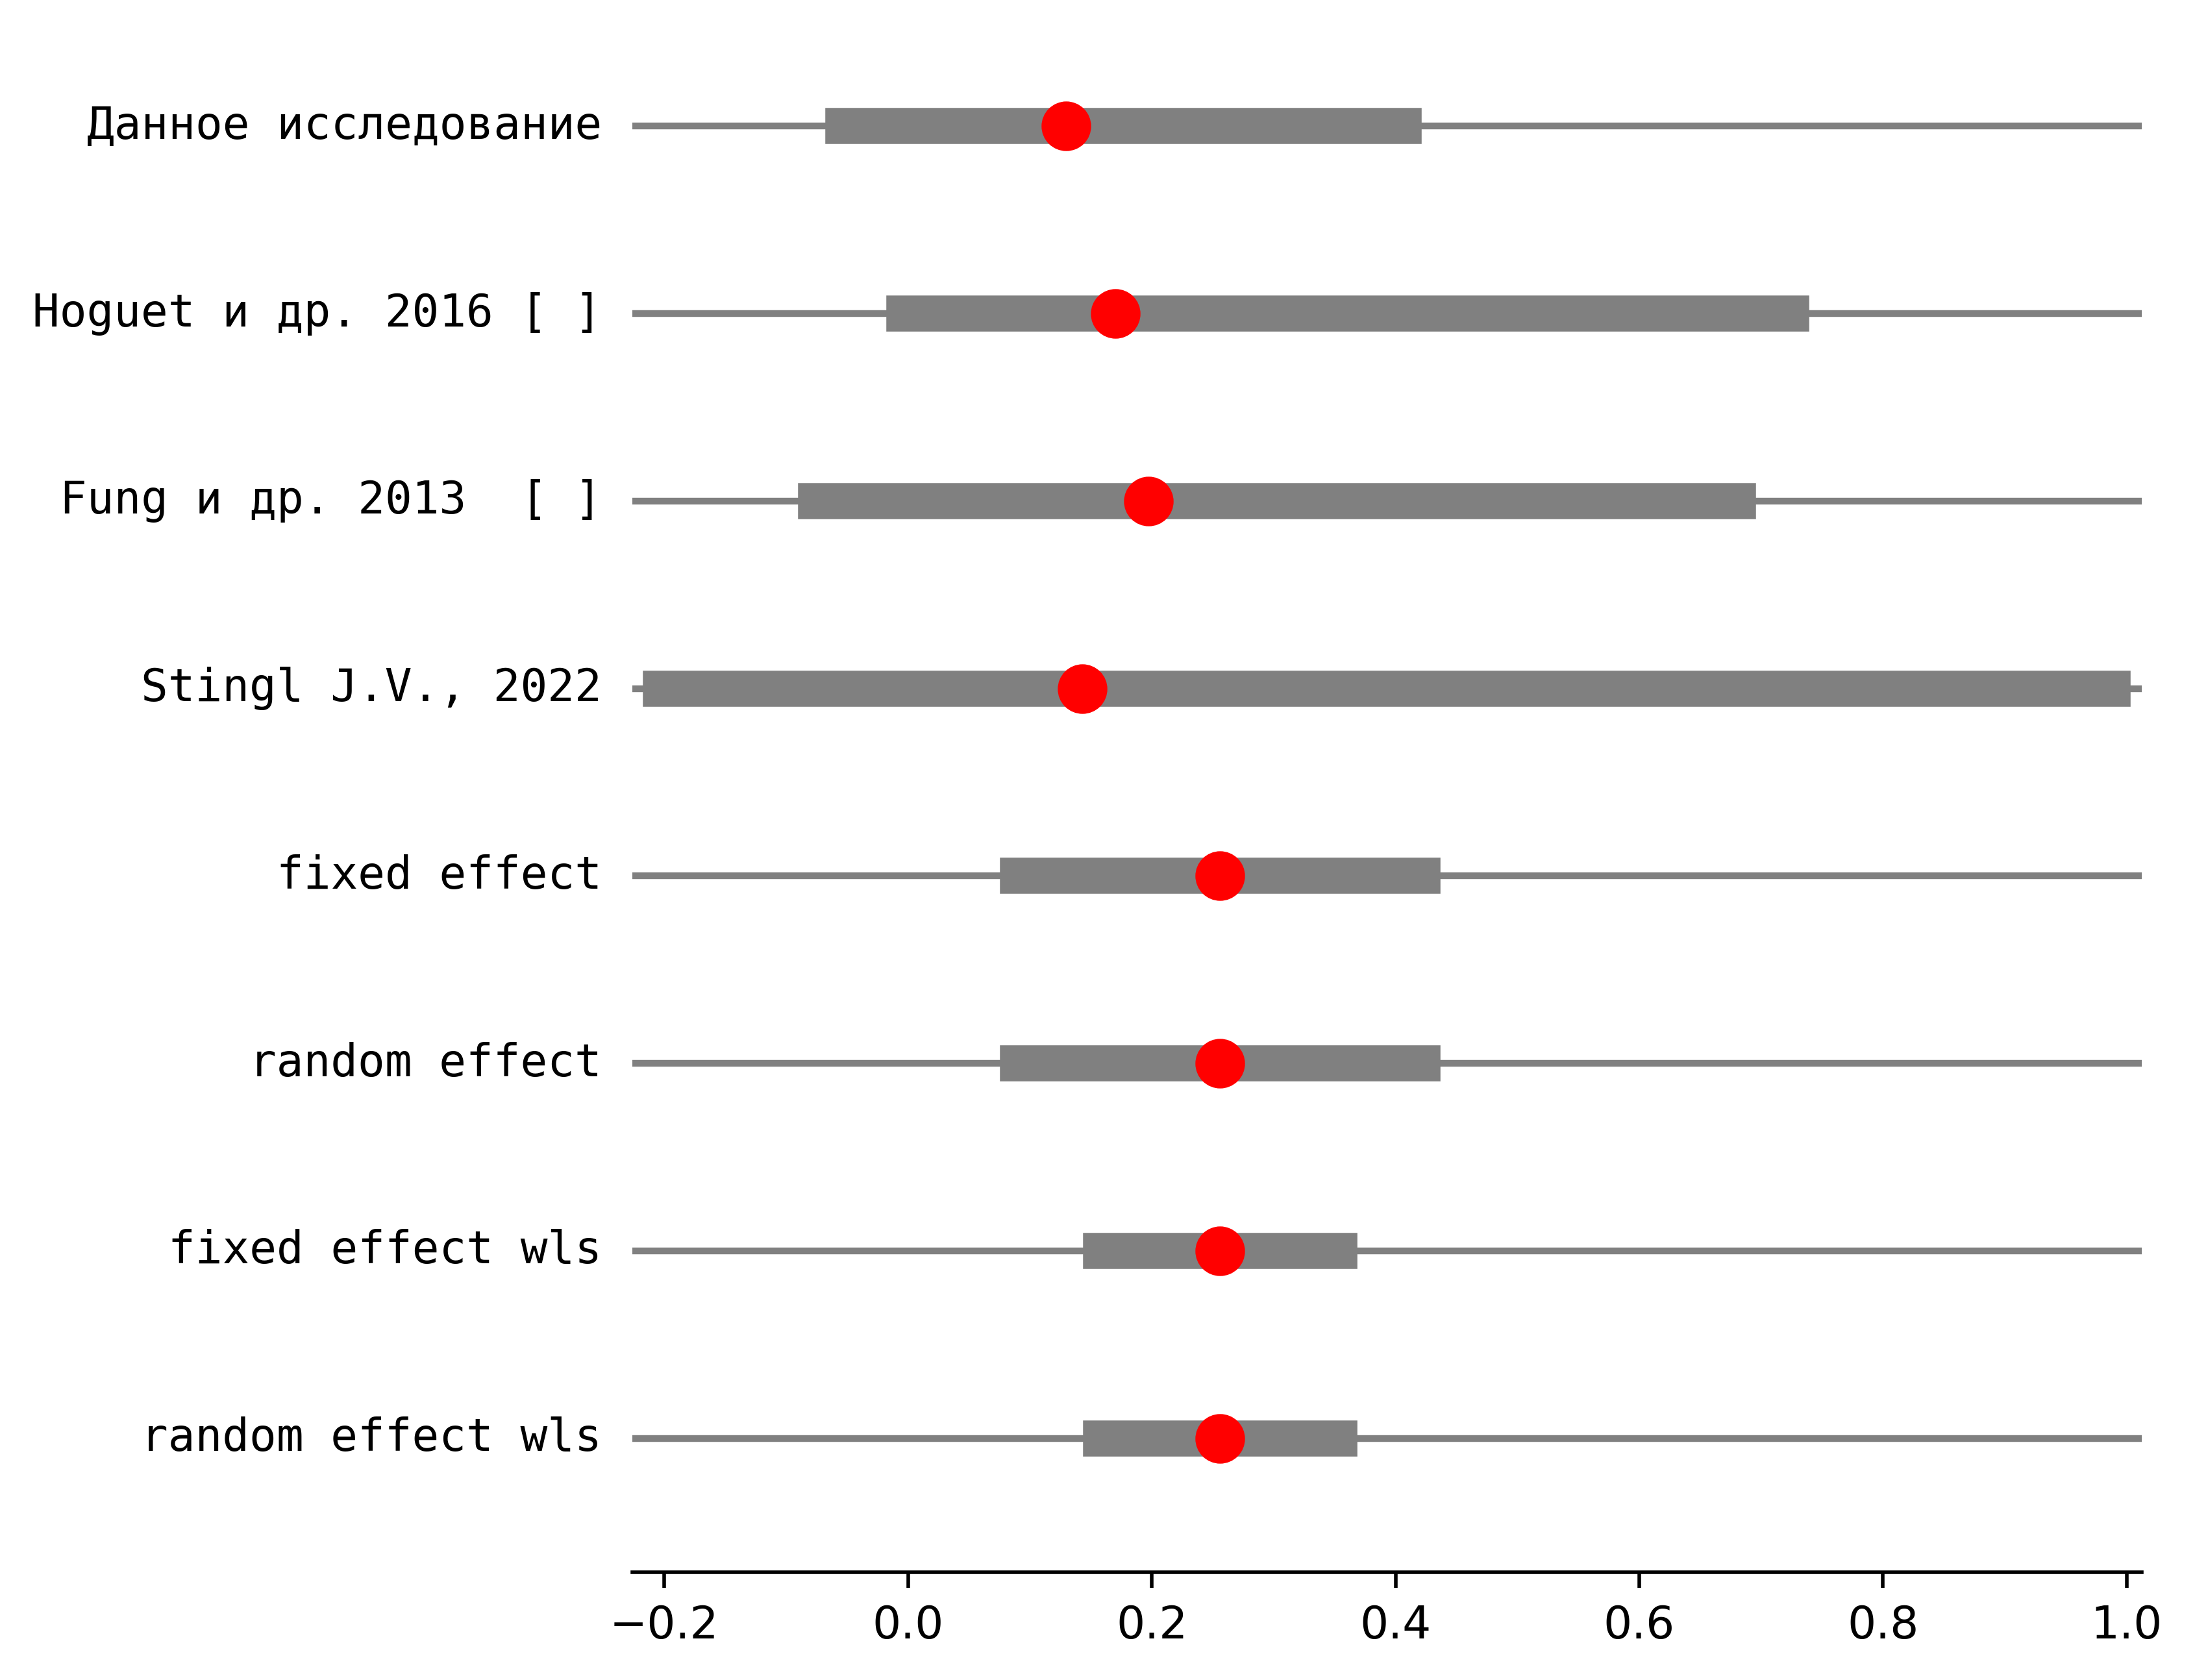 Данное исследование
Hoguet и др. 2016 [ ]
Fung и др. 2013  [ ]
Stingl J.V., 2022
fixed effect
random effect
fixed effect wls
random effect wls
−0.2 0.0 0.2 0.4 0.6 0.8 1.0